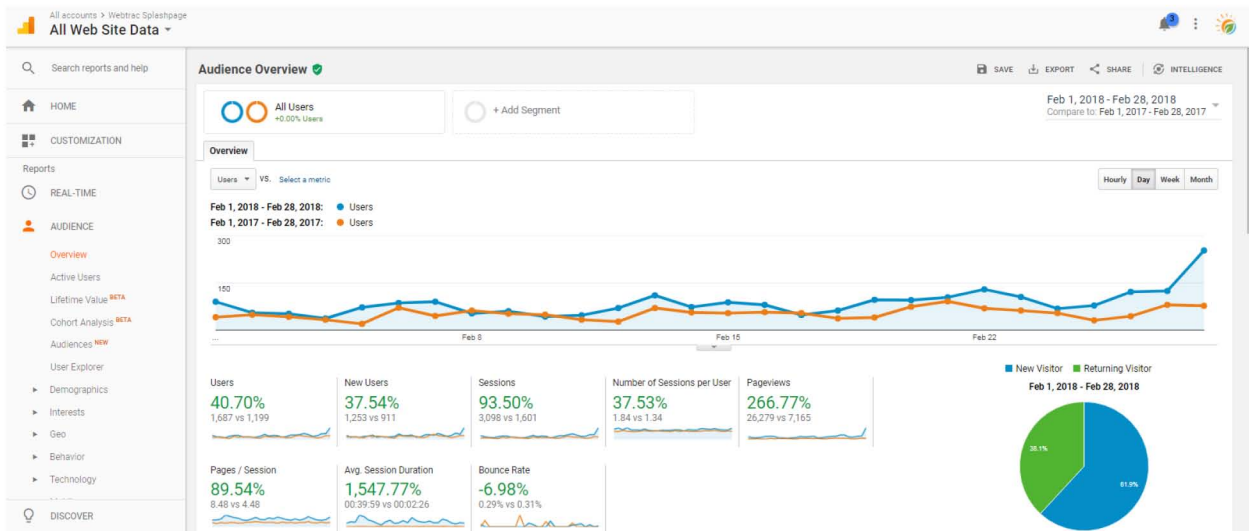 All accounts > Webtrac Splashpage
All Web Site Data
3
Search reports and help
HOME
CUSTOMIZATION
Reports
REAL-TIME
AUDIENCE
Overview
Active Users
Lifetime Value BETA
Cohort Analysis BETA
Audiences NEW
User Explorer
Demographics
Interests
Geo
Behavior
Technology
DISCOVER
Audience Overview
SAVE EXPORT SHARE INTELLIGENCE
All Users
+0.00% Users
+ Add Segment
Feb 1, 2018 - Feb 28, 2018
Compare to: Feb 1, 2017 - Feb 28, 2017
Overview
Users VS. Select a metric
Hourly Day Week Month
Feb 1, 2018 - Feb 28, 2018: Users
Feb 1, 2017 - Feb 28, 2017: Users
300
150
... Feb 8 Feb 15 Feb 22
Users
40.70%
1,687 vs 1,199
New Users
37.54%
1,253 vs 911
Sessions
93.50%
3,098 vs 1,601
Number of Sessions per User
37.53%
1.84 vs 1.34
Pageviews
266.77%
26,279 vs 7,165
Pages / Session
89.54%
8.48 vs 4.48
Avg. Session Duration
1,547.77%
00:39:59 vs 00:02:26
Bounce Rate
-6.98%
0.29% vs 0.31%
New Visitor Returning Visitor
Feb 1, 2018 - Feb 28, 2018
38.1%
61.9%